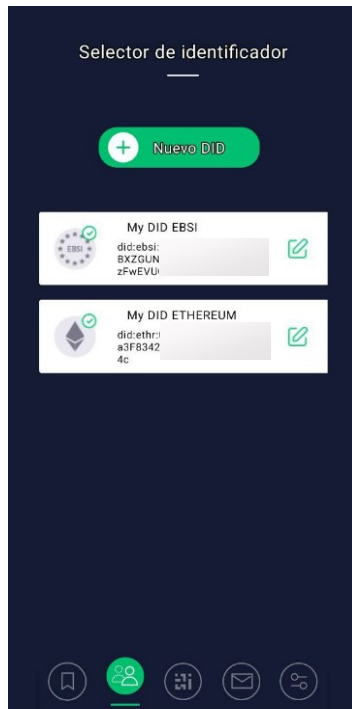 Selector de identificador
Nuevo DID
My DID EBSI
EBSI
did:ebsi:
BXZGUN
zFwEVU
My DID ETHEREUM
did:ethr:
a3F8342
4c